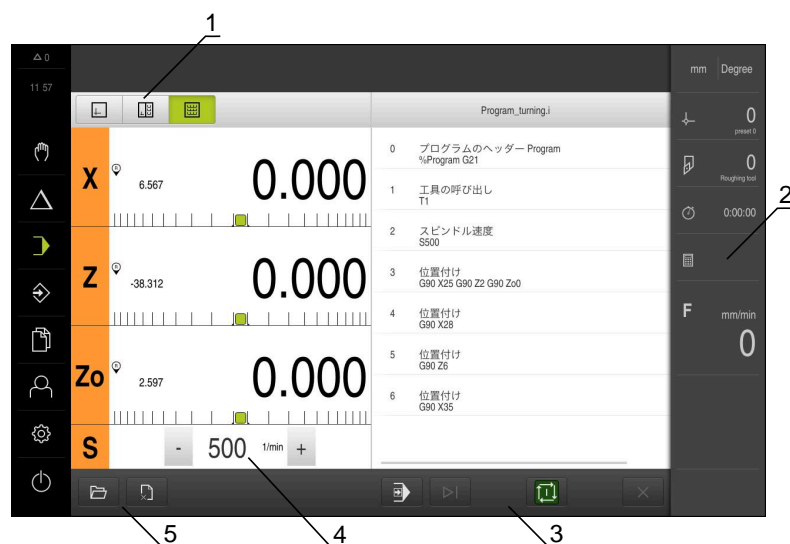 1
0
11 57
mm Degree
Program_turning.i
0
preset 0
X
R
6.567
0.000
0 プログラムのヘッダー Program
%Program G21
1 工具の呼び出し
T1
0
Roughing tool
2
0:00:00
2 スピンドル速度
S500
Z
R
-38.312
0.000
3 位置付け
G90 X25 G90 Z2 G90 Zo0
4 位置付け
G90 X28
F mm/min
0
Zo
R
2.597
0.000
5 位置付け
G90 Z6
6 位置付け
G90 X35
S - 500 1/min +
5
4
3